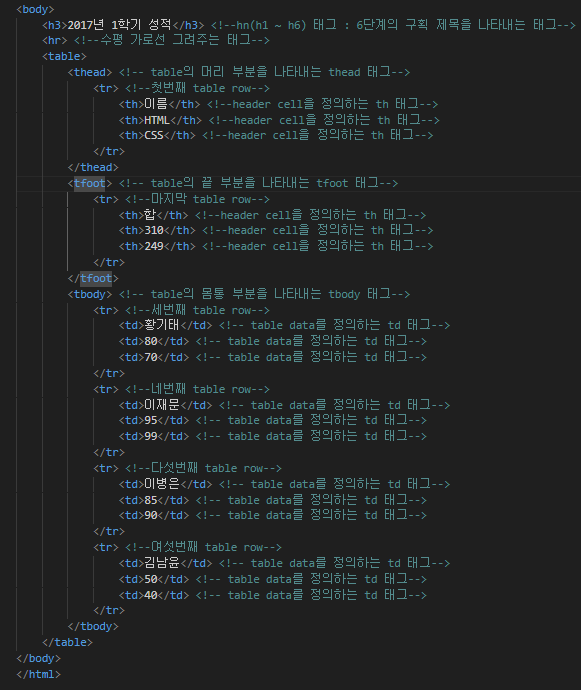 <body>
<h3>2017년 1학기 성적</h3> <!--hn(h1 ~ h6) 태그 : 6단계의 구획 제목을 나타내는 태그-->
<hr> <!--수평 가로선 그려주는 태그-->
<table>
<thead> <!-- table의 머리 부분을 나타내는 thead 태그-->
<tr> <!--첫번째 table row-->
<th>이름</th> <!--header cell을 정의하는 th 태그-->
<th>HTML</th> <!--header cell을 정의하는 th 태그-->
<th>CSS</th> <!--header cell을 정의하는 th 태그-->
</tr>
</thead>
<tfoot> <!-- table의 끝 부분을 나타내는 tfoot 태그-->
<tr> <!--마지막 table row-->
<th>합</th> <!--header cell을 정의하는 th 태그-->
<th>310</th> <!--header cell을 정의하는 th 태그-->
<th>249</th> <!--header cell을 정의하는 th 태그-->
</tr>
</tfoot>
<tbody> <!-- table의 몸통 부분을 나타내는 tbody 태그-->
<tr> <!--세번째 table row-->
<td>황기태</td> <!-- table data를 정의하는 td 태그-->
<td>80</td> <!-- table data를 정의하는 td 태그-->
<td>70</td> <!-- table data를 정의하는 td 태그-->
</tr>
<tr> <!--네번째 table row-->
<td>이재문</td> <!-- table data를 정의하는 td 태그-->
<td>95</td> <!-- table data를 정의하는 td 태그-->
<td>99</td> <!-- table data를 정의하는 td 태그-->
</tr>
<tr> <!--다섯번째 table row-->
<td>이병은</td> <!-- table data를 정의하는 td 태그-->
<td>85</td> <!-- table data를 정의하는 td 태그-->
<td>90</td> <!-- table data를 정의하는 td 태그-->
</tr>
<tr> <!--여섯번째 table row-->
<td>김남윤</td> <!-- table data를 정의하는 td 태그-->
<td>50</td> <!-- table data를 정의하는 td 태그-->
<td>40</td> <!-- table data를 정의하는 td 태그-->
</tr>
</tbody>
</table>
</body>
</html>